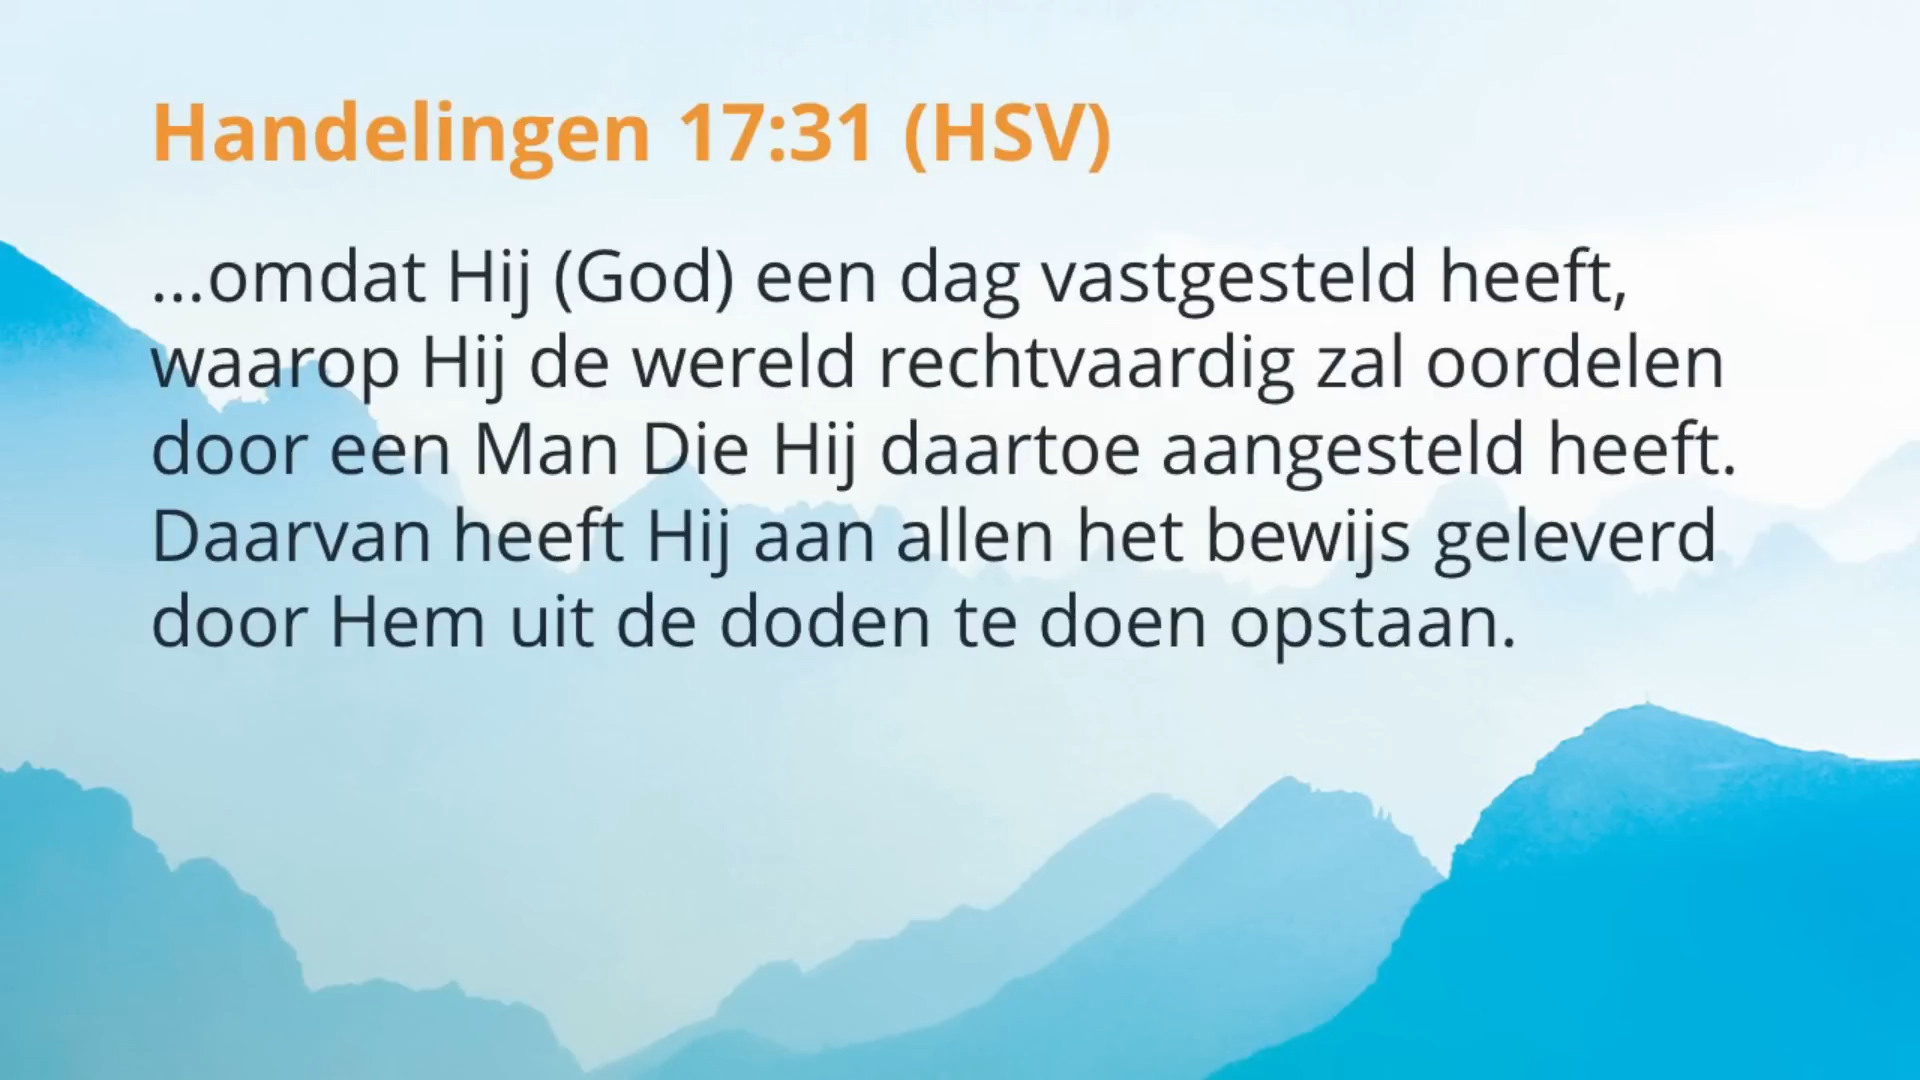 Handelingen 17:31 (HSV)
...omdat Hij (God) een dag vastgesteld heeft,
waarop Hij de wereld rechtvaardig zal oordelen
door een Man Die Hij daartoe aangesteld heeft.
Daarvan heeft Hij aan allen het bewijs geleverd
door Hem uit de doden te doen opstaan.